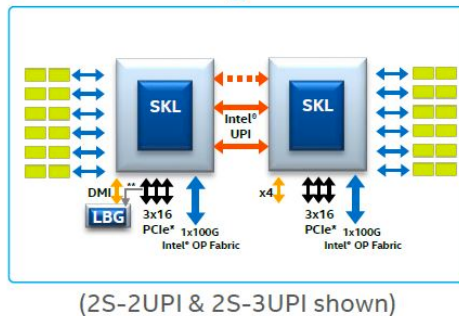 SKL
SKL
Intel®
UPI
DMI
**
LBG
3x16
PCIe*
1x100G
Intel® OP Fabric
x4
3x16
PCIe*
1x100G
Intel® OP Fabric
(2S-2UPI & 2S-3UPI shown)